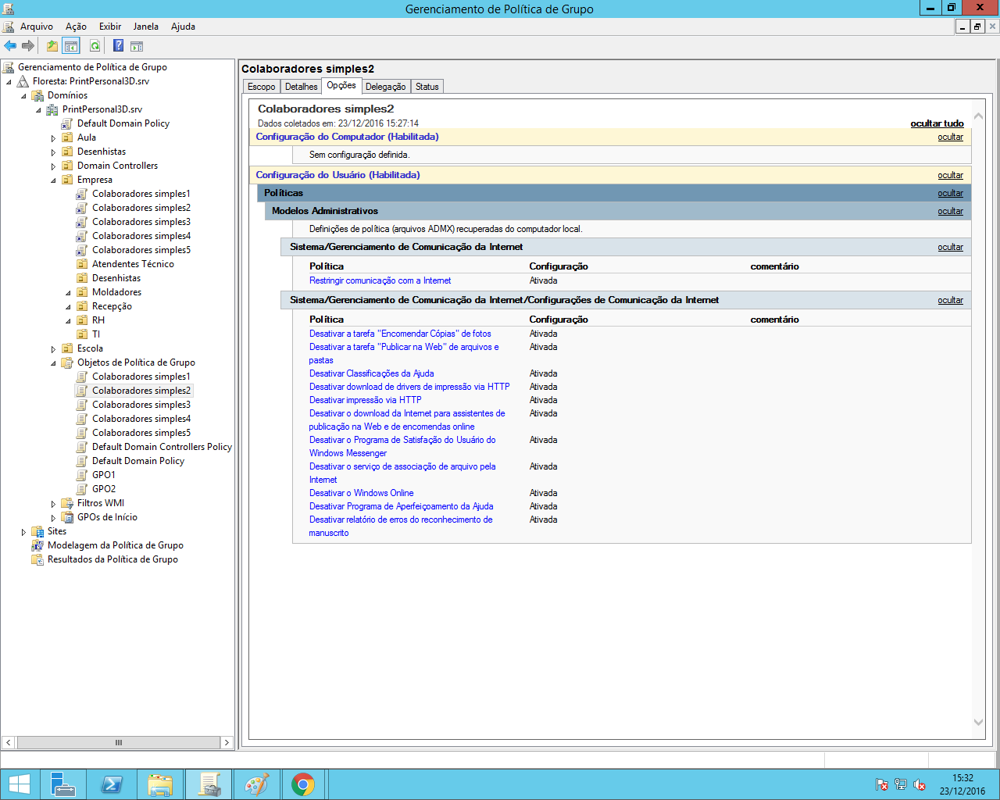 Gerenciamento de Política de Grupo
Arquivo Ação Exibir Janela Ajuda
Gerenciamento de Política de Grupo
Floresta: PrintPersonal3D.srv
Domínios
PrintPersonal3D.srv
Default Domain Policy
Aula
Desenhistas
Domain Controllers
Empresa
Colaboradores simples1
Colaboradores simples2
Colaboradores simples3
Colaboradores simples4
Colaboradores simples5
Atendentes Técnico
Desenhistas
Moldadores
Recepção
RH
TI
Escola
Objetos de Política de Grupo
Colaboradores simples1
Colaboradores simples2
Colaboradores simples3
Colaboradores simples4
Colaboradores simples5
Default Domain Controllers Policy
Default Domain Policy
GPO1
GPO2
Filtros WMI
GPOs de Início
Sites
Modelagem da Política de Grupo
Resultados da Política de Grupo
Colaboradores simples2
Escopo Detalhes Opções Delegação Status
Colaboradores simples2
Dados coletados em: 23/12/2016 15:27:14 ocultar tudo
Configuração do Computador (Habilitada) ocultar
Sem configuração definida.
Configuração do Usuário (Habilitada) ocultar
Políticas ocultar
Modelos Administrativos ocultar
Definições de política (arquivos ADMX) recuperadas do computador local.
Sistema/Gerenciamento de Comunicação da Internet ocultar
Política Configuração comentário
Restringir comunicação com a Internet Ativada
Sistema/Gerenciamento de Comunicação da Internet/Configurações de Comunicação da Internet ocultar
Política Configuração comentário
Desativar a tarefa "Encomendar Cópias" de fotos Ativada
Desativar a tarefa "Publicar na Web" de arquivos e Ativada
pastas
Desativar Classificações da Ajuda Ativada
Desativar download de drivers de impressão via HTTP Ativada
Desativar impressão via HTTP Ativada
Desativar o download da Internet para assistentes de Ativada
publicação na Web e de encomendas online
Desativar o Programa de Satisfação do Usuário do Ativada
Windows Messenger
Desativar o serviço de associação de arquivo pela Ativada
Internet
Desativar o Windows Online Ativada
Desativar Programa de Aperfeiçoamento da Ajuda Ativada
Desativar relatório de erros do reconhecimento de Ativada
manuscrito
15:32
23/12/2016